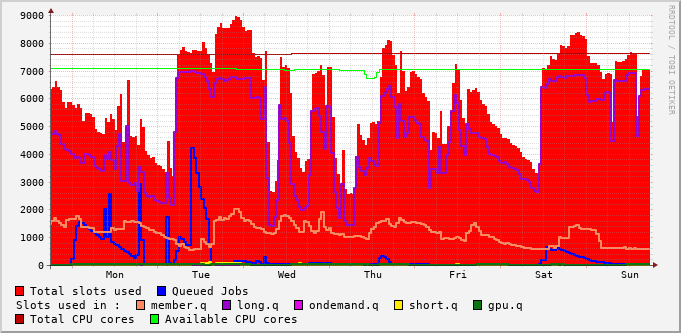 9000
8000
7000
6000
5000
4000
3000
2000
1000
0
Mon Tue Wed Thu Fri Sat Sun
Total slots used Queued Jobs
Slots used in : member.q long.q ondemand.q short.q gpu.q
Total CPU cores Available CPU cores
RRDTOOL / TOBI OETIKER